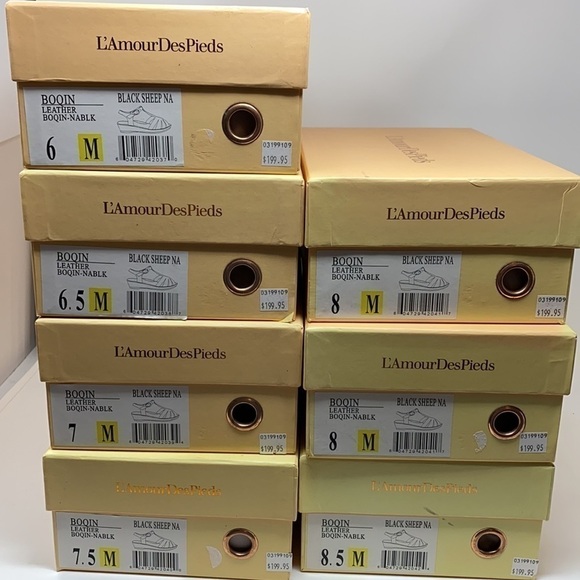 L'AmourDesPieds
BOQIN BLACK SHEEP NA
LEATHER
BOQIN-NABLK
6 M
03199109
$199.95
L'AmourDesPieds
BOQIN BLACK SHEEP NA
LEATHER
BOQIN-NABLK
6.5 M
03199109
$199.95
L'AmourDesPieds
BOQIN BLACK SHEEP NA
LEATHER
BOQIN-NABLK
7 M
03199109
$199.95
L'AmourDesPieds
BOQIN BLACK SHEEP NA
LEATHER
BOQIN-NABLK
7.5 M
03199109
$199.95
L'AmourDesPieds
L'AmourDesPieds
BOQIN BLACK SHEEP NA
LEATHER
BOQIN-NABLK
8 M
03199109
$199.95
L'AmourDesPieds
BOQIN BLACK SHEEP NA
LEATHER
BOQIN-NABLK
8 M
03199109
$199.95
L'AmourDesPieds
BOQIN BLACK SHEEP NA
LEATHER
BOQIN-NABLK
8.5 M
03199109
$199.95